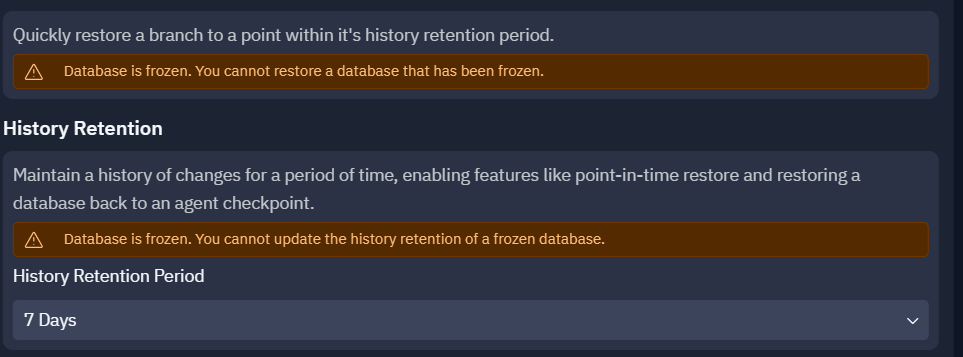 Quickly restore a branch to a point within it's history retention period.
Database is frozen. You cannot restore a database that has been frozen.
History Retention
Maintain a history of changes for a period of time, enabling features like point-in-time restore and restoring a
database back to an agent checkpoint.
Database is frozen. You cannot update the history retention of a frozen database.
History Retention Period
7 Days